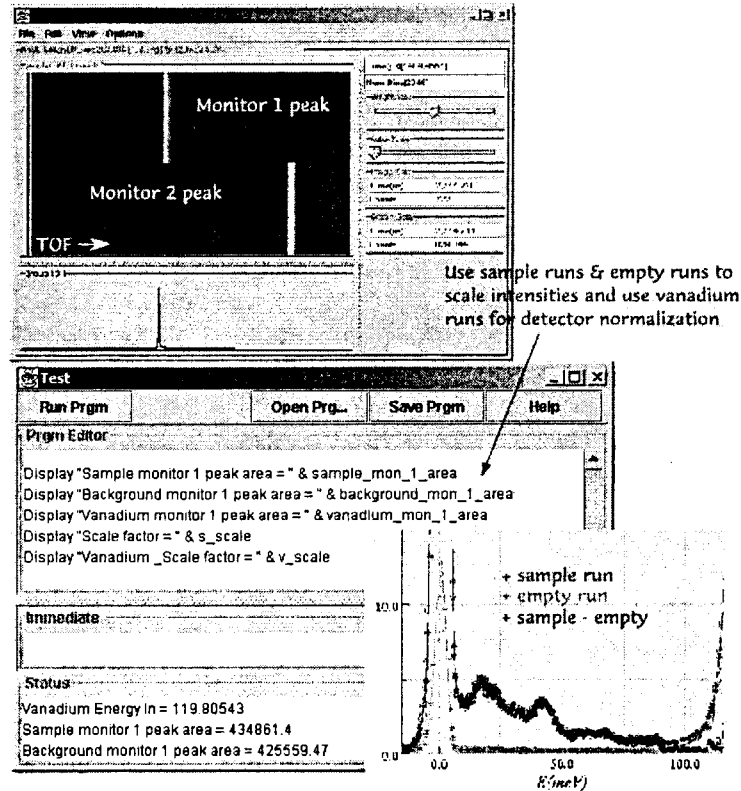 File Edit View Options
Monitor 1 peak
Monitor 2 peak
TOF
Use sample runs & empty runs to
scale intensities and use vanadium
runs for detector normalization
Test
Run Prgm Open Prg... Save Prgm Help
Prgm Editor
Display "Sample monitor 1 peak area = " & sample_mon_1_area
Display "Background monitor 1 peak area = " & background_mon_1_area
Display "Vanadium monitor 1 peak area = " & vanadium_mon_1_area
Display "Scale factor = " & s_scale
Display "Vanadium _Scale factor = " & v_scale
+ sample run
+ empty run
+ sample - empty
10.0
Immediate
Status
Vanadium Energy In = 119.80543
Sample monitor 1 peak area = 434861.4
Background monitor 1 peak area = 425559.47
0.0
0.0 50.0 100.0
E(meV)